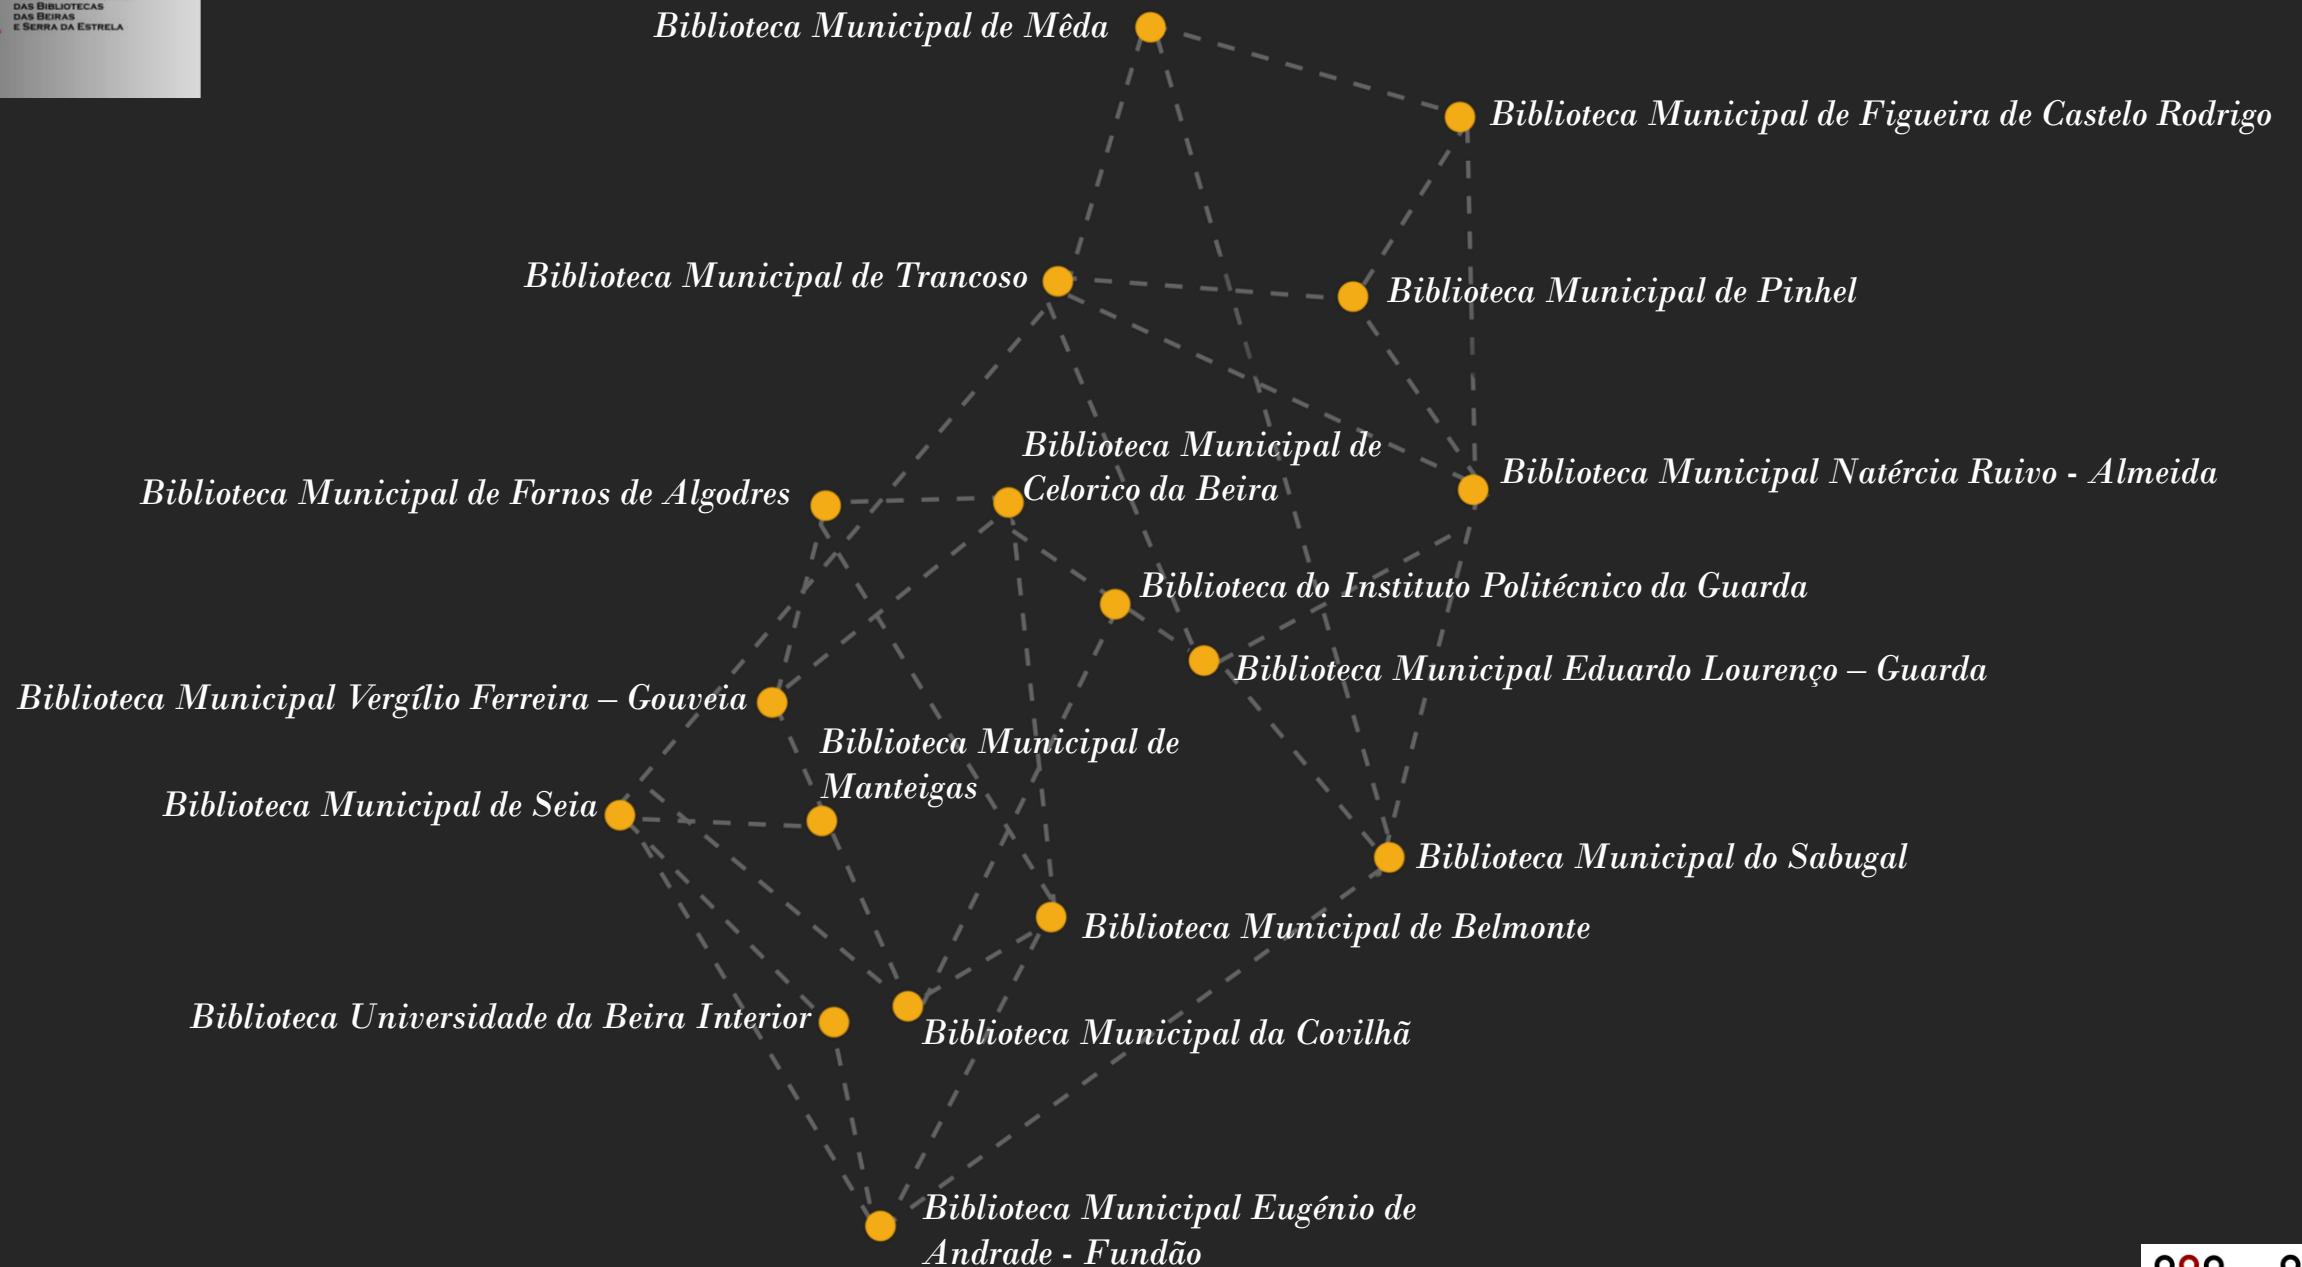 DAS BIBLIOTECAS
DAS BEIRAS
E SERRA DA ESTRELA
Biblioteca Municipal de Mêda
Biblioteca Municipal de Figueira de Castelo Rodrigo
Biblioteca Municipal de Trancoso
Biblioteca Municipal de Pinhel
Biblioteca Municipal de
Celorico da Beira
Biblioteca Municipal Natércia Ruivo - Almeida
Biblioteca Municipal de Fornos de Algodres
Biblioteca do Instituto Politécnico da Guarda
Biblioteca Municipal Eduardo Lourenço – Guarda
Biblioteca Municipal Vergílio Ferreira – Gouveia
Biblioteca Municipal de
Manteigas
Biblioteca Municipal de Seia
Biblioteca Municipal do Sabugal
Biblioteca Municipal de Belmonte
Biblioteca Universidade da Beira Interior
Biblioteca Municipal da Covilhã
Biblioteca Municipal Eugénio de
Andrade - Fundão